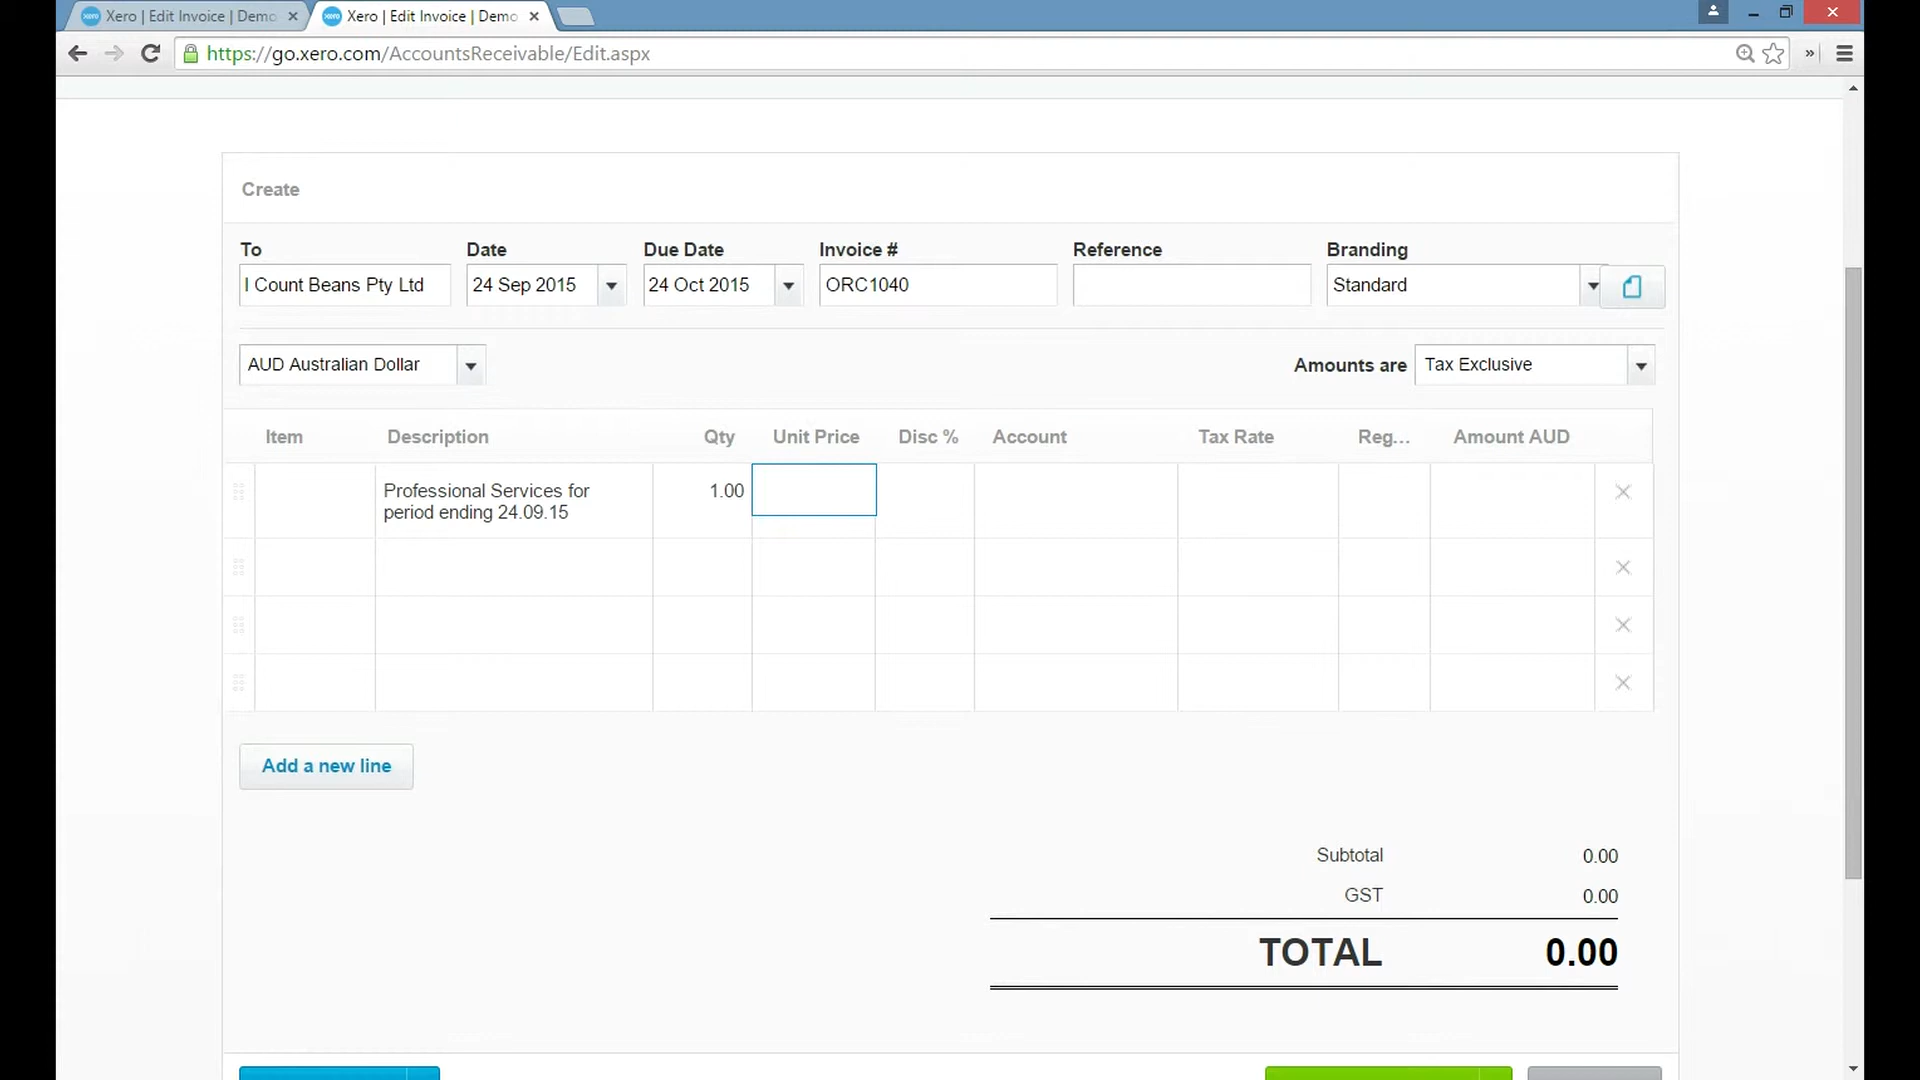 xero Xero | Edit Invoice | Demo
xero Xero | Edit Invoice | Demo
https://go.xero.com/AccountsReceivable/Edit.aspx
Create
To Date Due Date Invoice # Reference Branding
I Count Beans Pty Ltd 24 Sep 2015 24 Oct 2015 ORC1040 Standard
AUD Australian Dollar Amounts are Tax Exclusive
Item Description Qty Unit Price Disc % Account Tax Rate Reg... Amount AUD
Professional Services for 1.00
period ending 24.09.15
Add a new line
Subtotal 0.00
GST 0.00
TOTAL 0.00